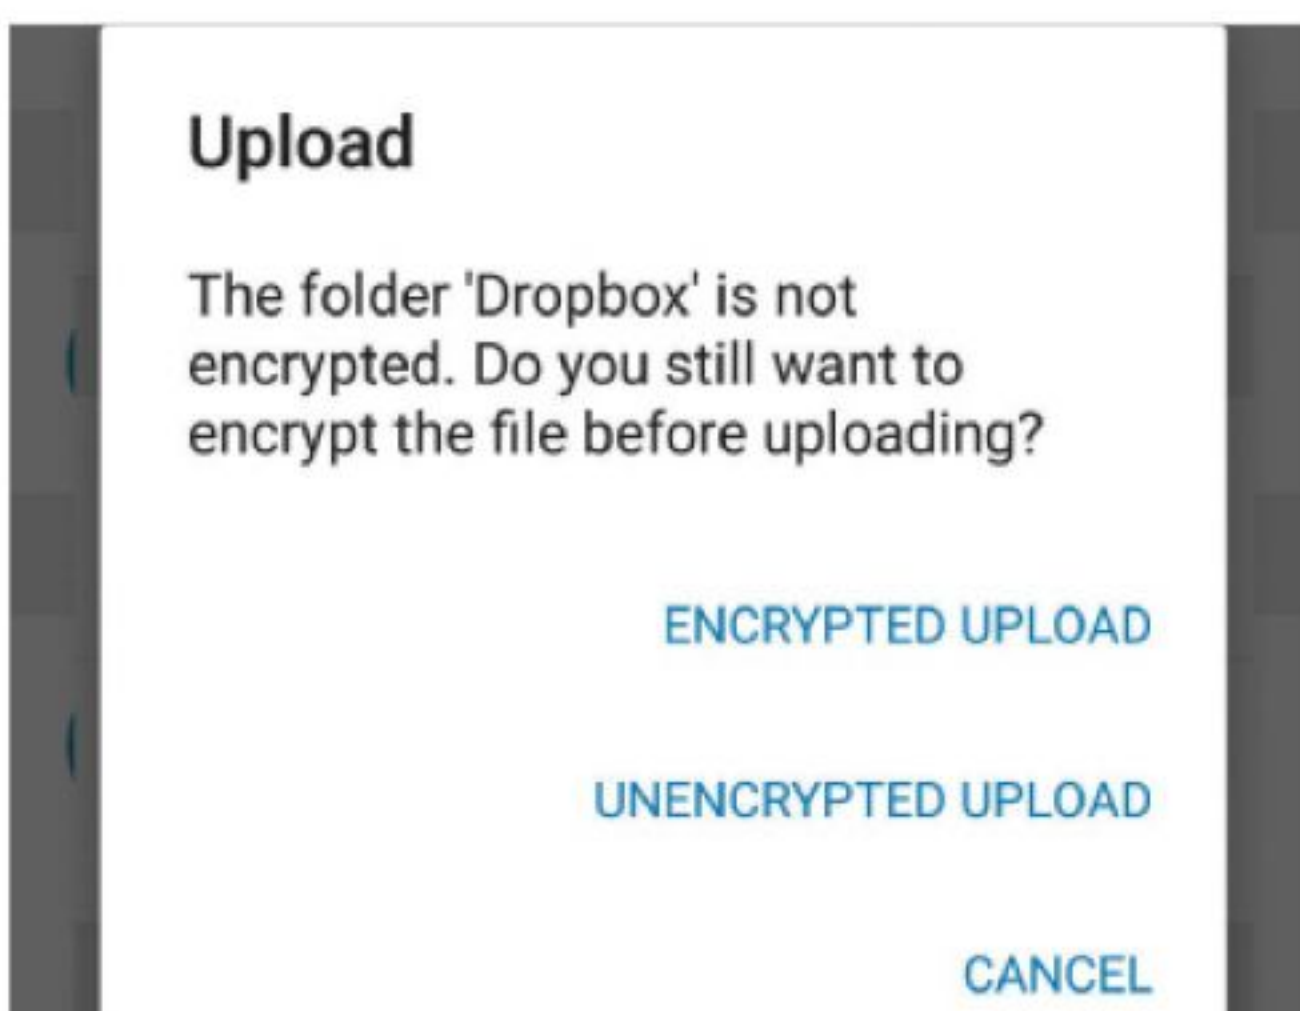 Upload
The folder 'Dropbox' is not
encrypted. Do you still want to
encrypt the file before uploading?
ENCRYPTED UPLOAD
UNENCRYPTED UPLOAD
CANCEL